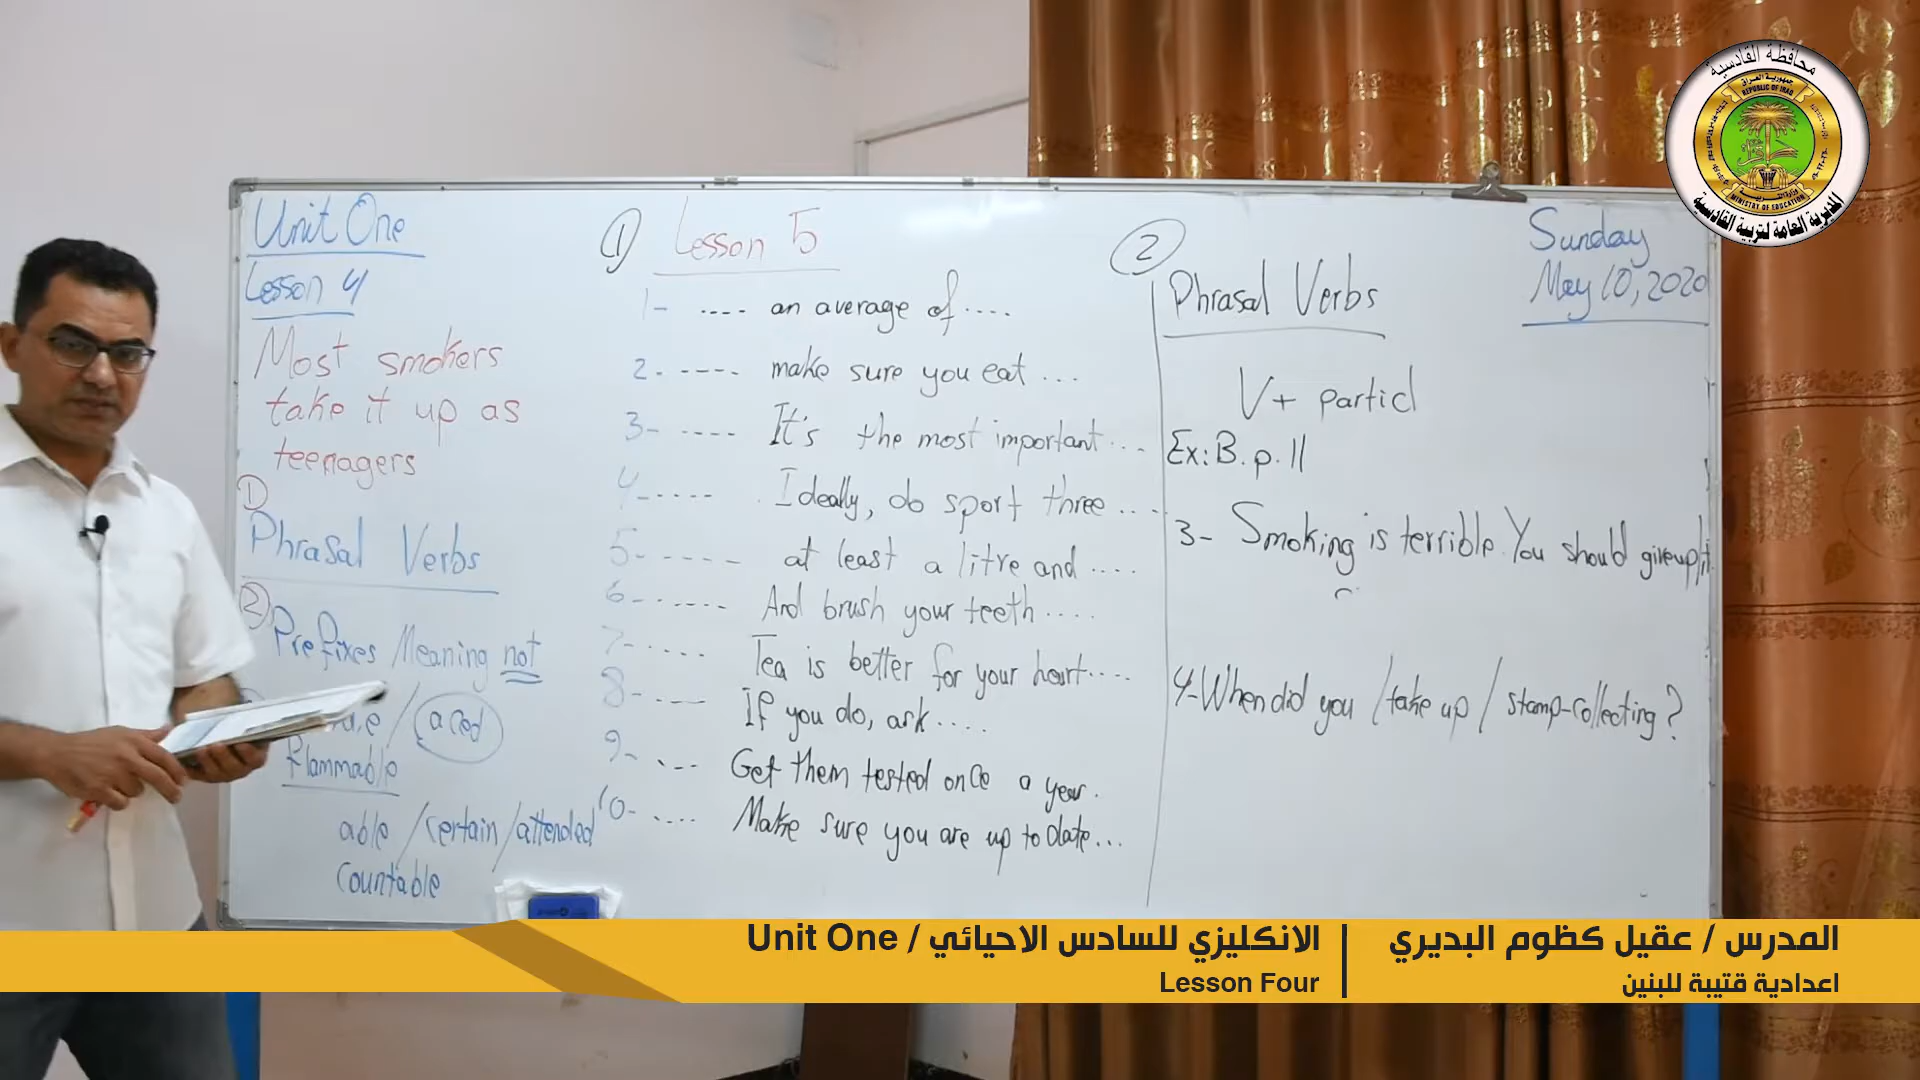 Unit One
Lesson 4
Most smokers
take it up as
teenagers
①
Phrasal Verbs
②
Prefixes Meaning not
/ aced
flammable
able / certain / attended
countable
① Lesson 5
1- .... an average of ....
2. ---- make sure you eat ...
3- ---- It's the most important ...
4- .... Ideally, do sport three ...
5- ---- at least a litre and ....
6- ...... And brush your teeth ....
7- ..... Tea is better for your heart....
8- ---- If you do, ask ....
9- --- Get them tested once a year.
10- .... Make sure you are up to date...
②
Phrasal Verbs
V + particl
Ex: B. p. 11
3- Smoking is terrible. You should giveup/it
4-When did you /take up / stamp-collecting?
Sunday
May 10, 2020
محافظة القادسية
جمهورية العراق
REPUBLIC OF IRAQ
MINISTRY OF EDUCATION
المديرية العامة لتربية القادسية
المدرس / عقيل كظوم البديري
اعدادية قتيبة للبنين
الانكليزي للسادس الاحيائي / Unit One
Lesson Four